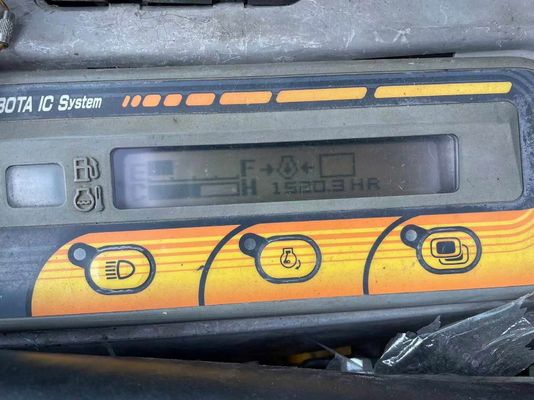 BOTA IC System
E F
C H 1520.3 HR